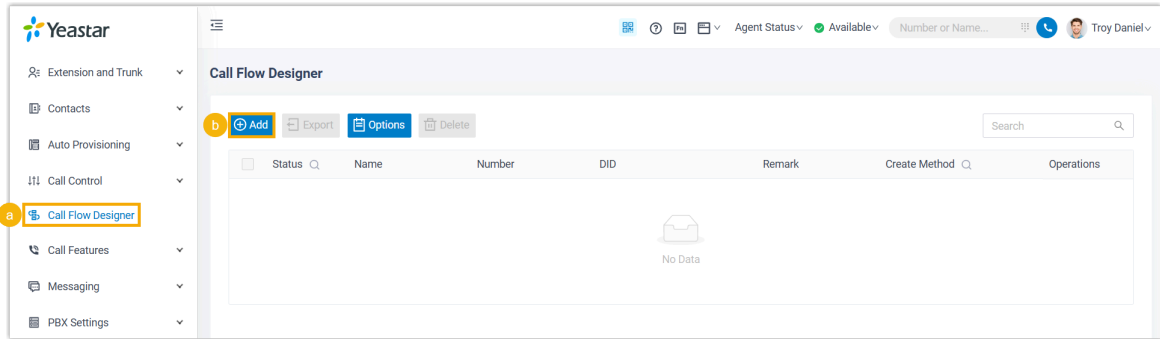 Yeastar
Fn Agent Status Available Number or Name... Troy Daniel
Extension and Trunk
Contacts
Auto Provisioning
Call Control
a Call Flow Designer
Call Features
Messaging
PBX Settings
Call Flow Designer
b Add Export Options Delete Search
Status Name Number DID Remark Create Method Operations
No Data